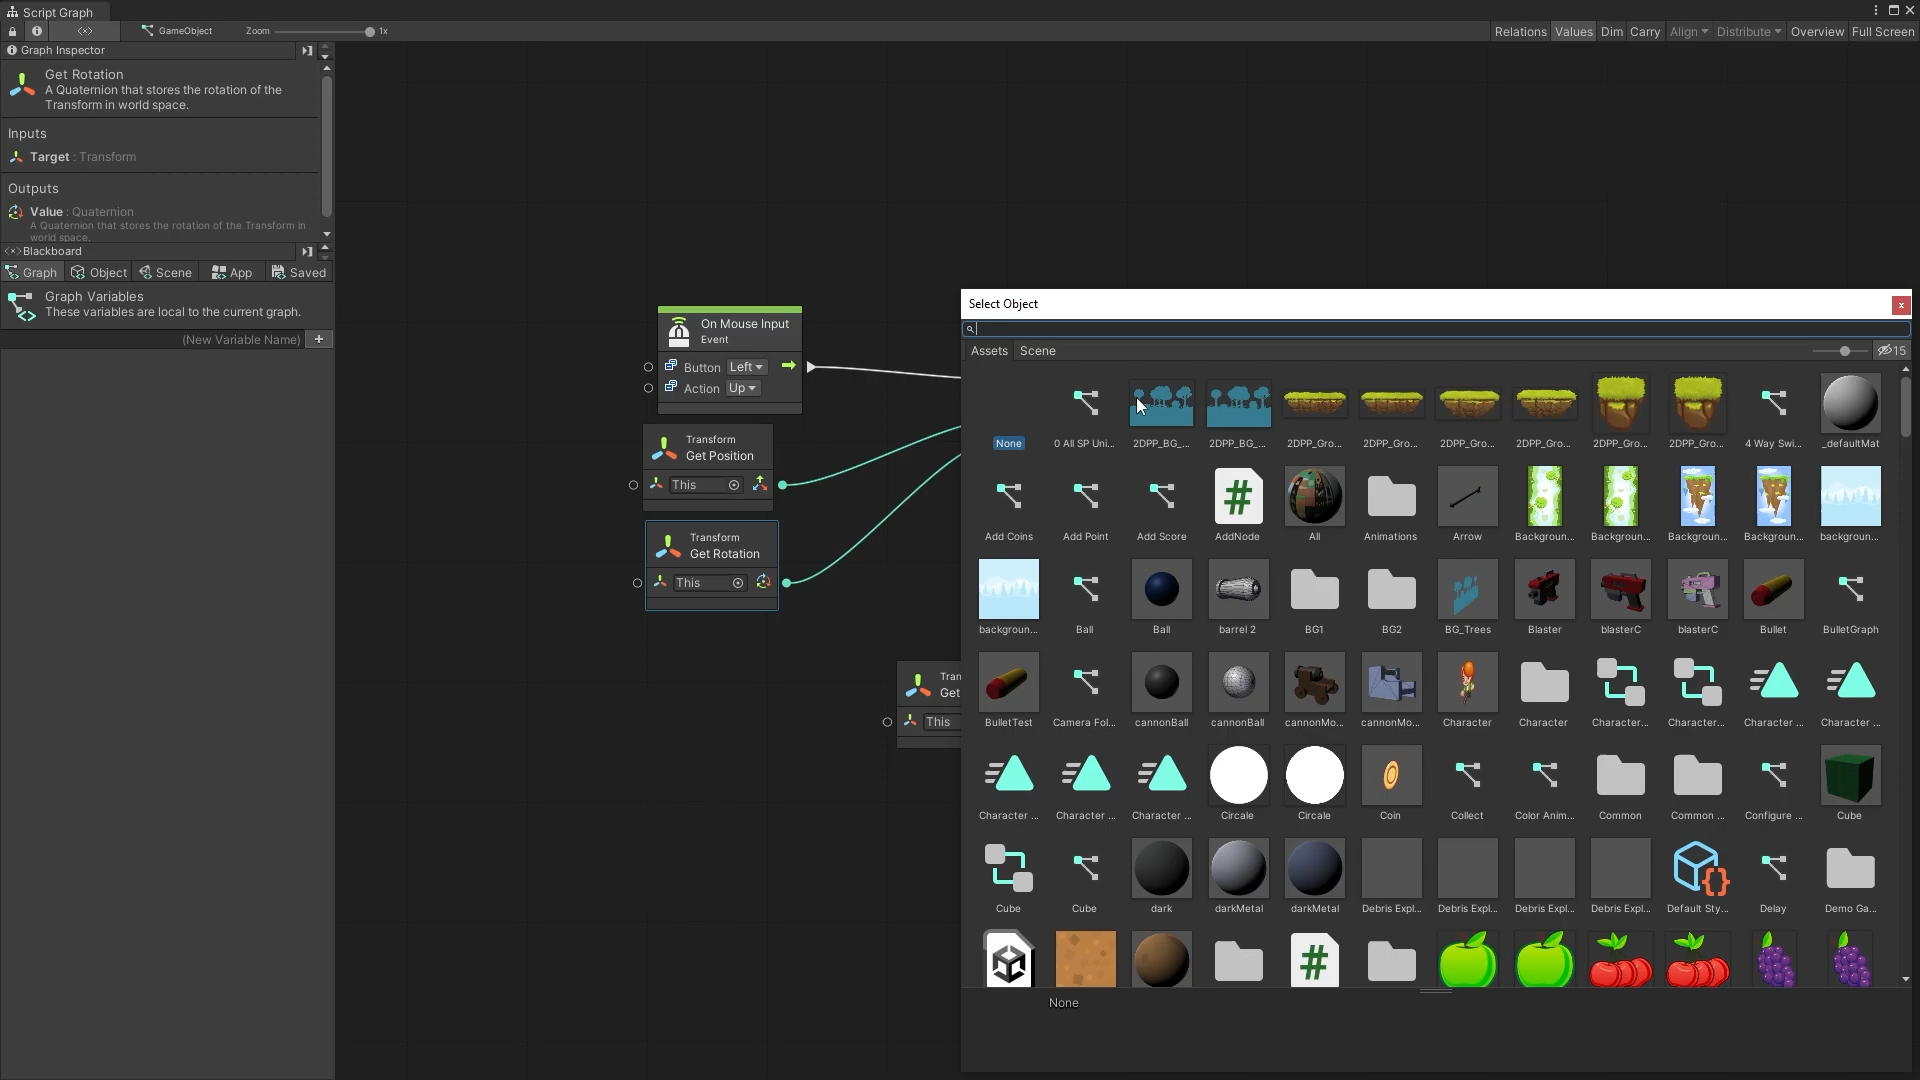 Script Graph
GameObject
Zoom
1x
Relations
Values
Dim
Carry
Align
Distribute
Overview
Full Screen
Graph Inspector
Get Rotation
A Quaternion that stores the rotation of the
Transform in world space.
Inputs
Target : Transform
Outputs
Value : Quaternion
A Quaternion that stores the rotation of the Transform in
world space.
Blackboard
Graph
Object
Scene
App
Saved
Graph Variables
These variables are local to the current graph.
(New Variable Name)
+
On Mouse Input
Event
Button Left
Action Up
Transform
Get Position
This
Transform
Get Rotation
This
Tran
Get
This
Select Object
x
Assets
Scene
15
None
0 All SP Uni...
2DPP_BG_...
2DPP_BG_...
2DPP_Gro...
2DPP_Gro...
2DPP_Gro...
2DPP_Gro...
2DPP_Gro...
2DPP_Gro...
4 Way Swi...
_defaultMat
Add Coins
Add Point
Add Score
AddNode
All
Animations
Arrow
Backgroun...
Backgroun...
Backgroun...
Backgroun...
backgroun...
backgroun...
Ball
Ball
barrel 2
BG1
BG2
BG_Trees
Blaster
blasterC
blasterC
Bullet
BulletGraph
BulletTest
Camera Fol...
cannonBall
cannonBall
cannonMo...
cannonMo...
Character
Character
Character...
Character...
Character ...
Character ...
Character ...
Character ...
Character ...
Circale
Circale
Coin
Collect
Color Anim...
Common
Common ...
Configure ...
Cube
Cube
Cube
dark
darkMetal
darkMetal
Debris Expl...
Debris Expl...
Debris Expl...
Debris Expl...
Default Sty...
Delay
Demo Ga...
None